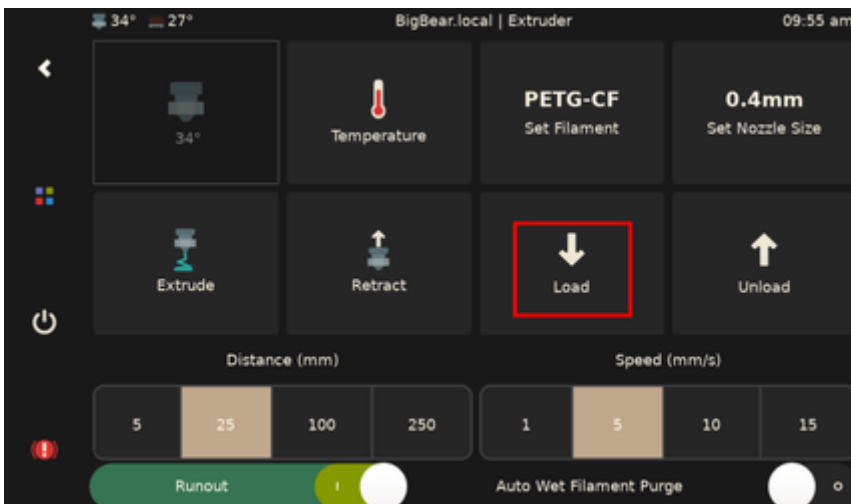 34° 27° BigBear.local | Extruder 09:55 am
34°
Temperature
PETG-CF
Set Filament
0.4mm
Set Nozzle Size
Extrude
Retract
Load
Unload
Distance (mm)
Speed (mm/s)
5 25 100 250
1 5 10 15
Runout
Auto Wet Filament Purge